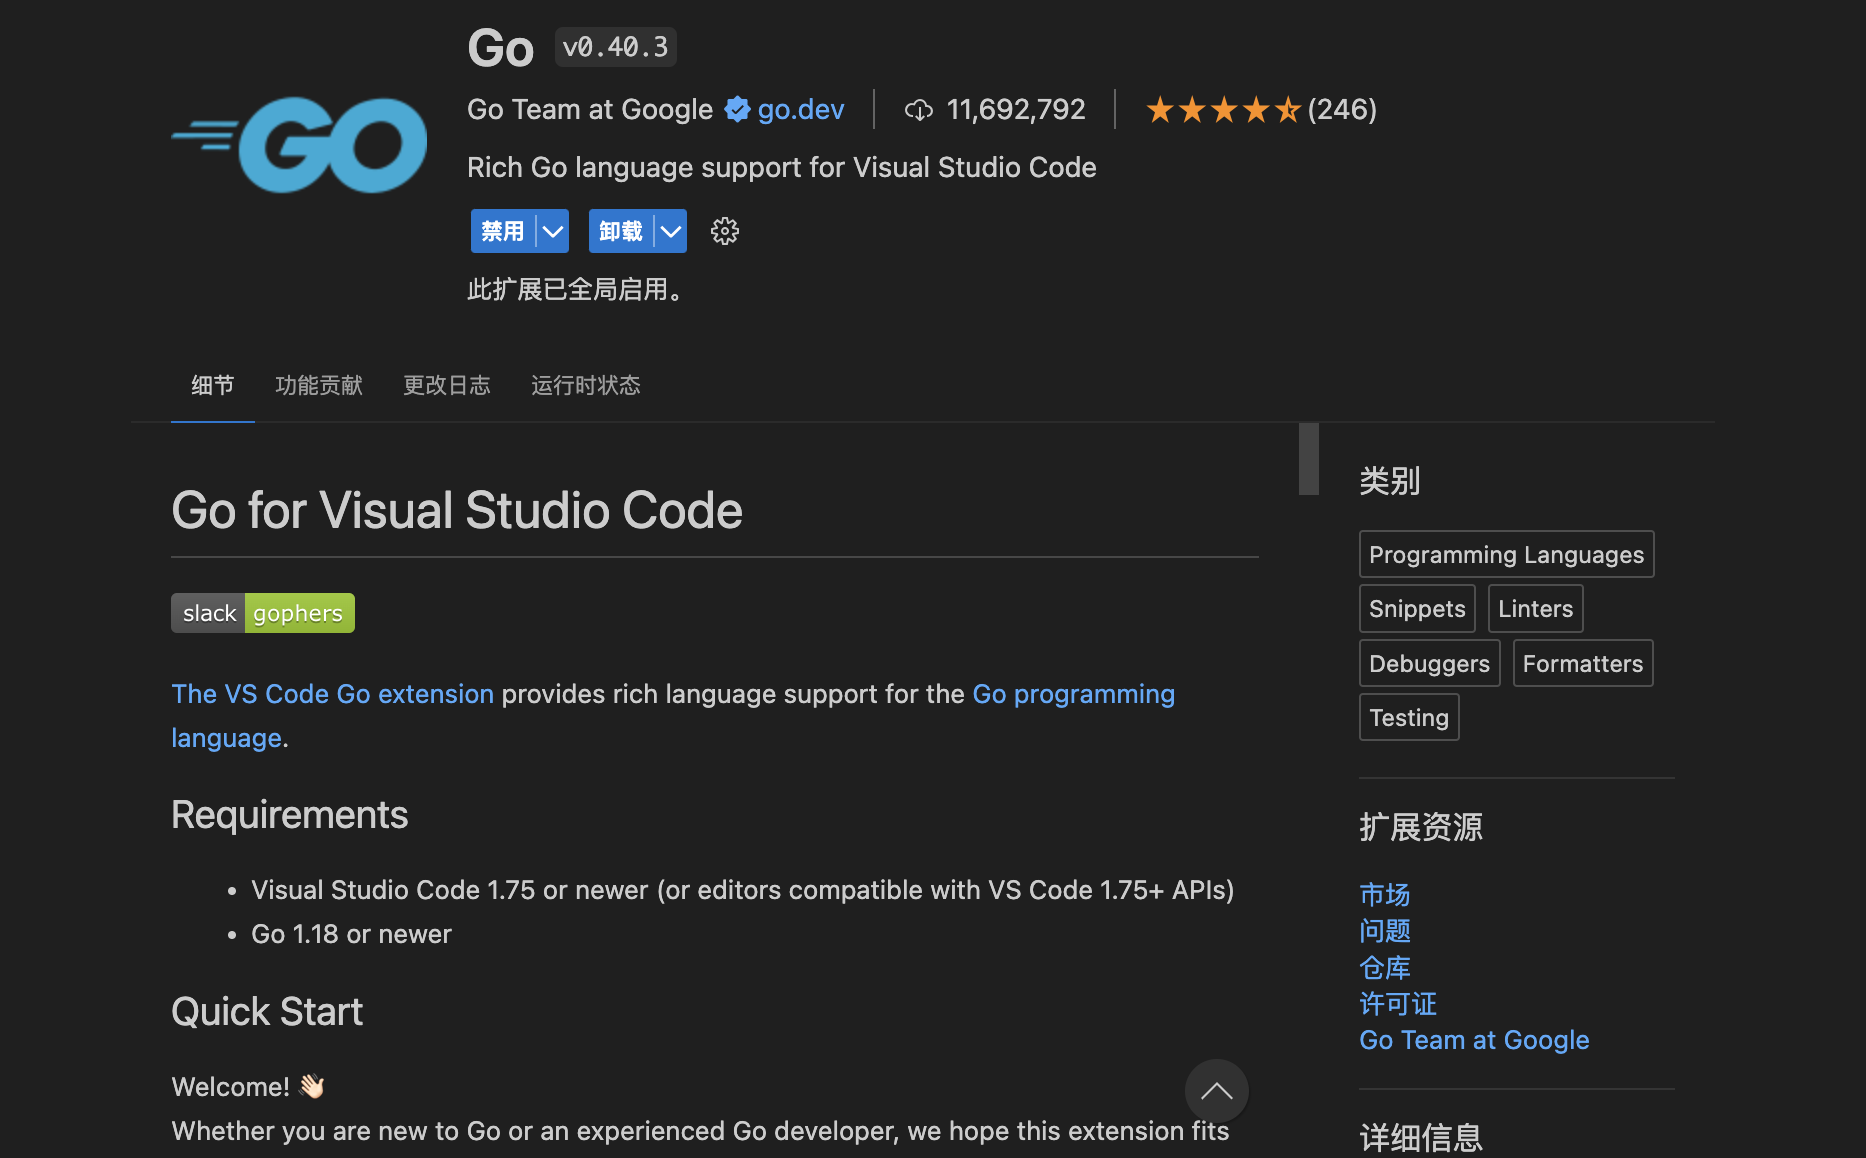 GO
Go v0.40.3
Go Team at Google go.dev 11,692,792 (246)
Rich Go language support for Visual Studio Code
禁用 卸载
此扩展已全局启用。
细节 功能贡献 更改日志 运行时状态
Go for Visual Studio Code
slack gophers
The VS Code Go extension provides rich language support for the Go programming
language.
Requirements
• Visual Studio Code 1.75 or newer (or editors compatible with VS Code 1.75+ APIs)
• Go 1.18 or newer
Quick Start
Welcome! 👋🏻
Whether you are new to Go or an experienced Go developer, we hope this extension fits
类别
Programming Languages
Snippets Linters
Debuggers Formatters
Testing
扩展资源
市场
问题
仓库
许可证
Go Team at Google
详细信息